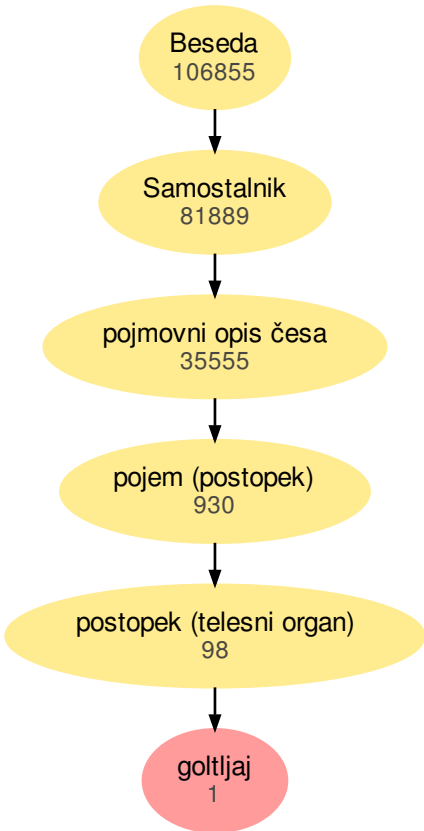 Beseda
106855
Samostalnik
81889
pojmovni opis česa
35555
pojem (postopek)
930
postopek (telesni organ)
98
goltljaj
1